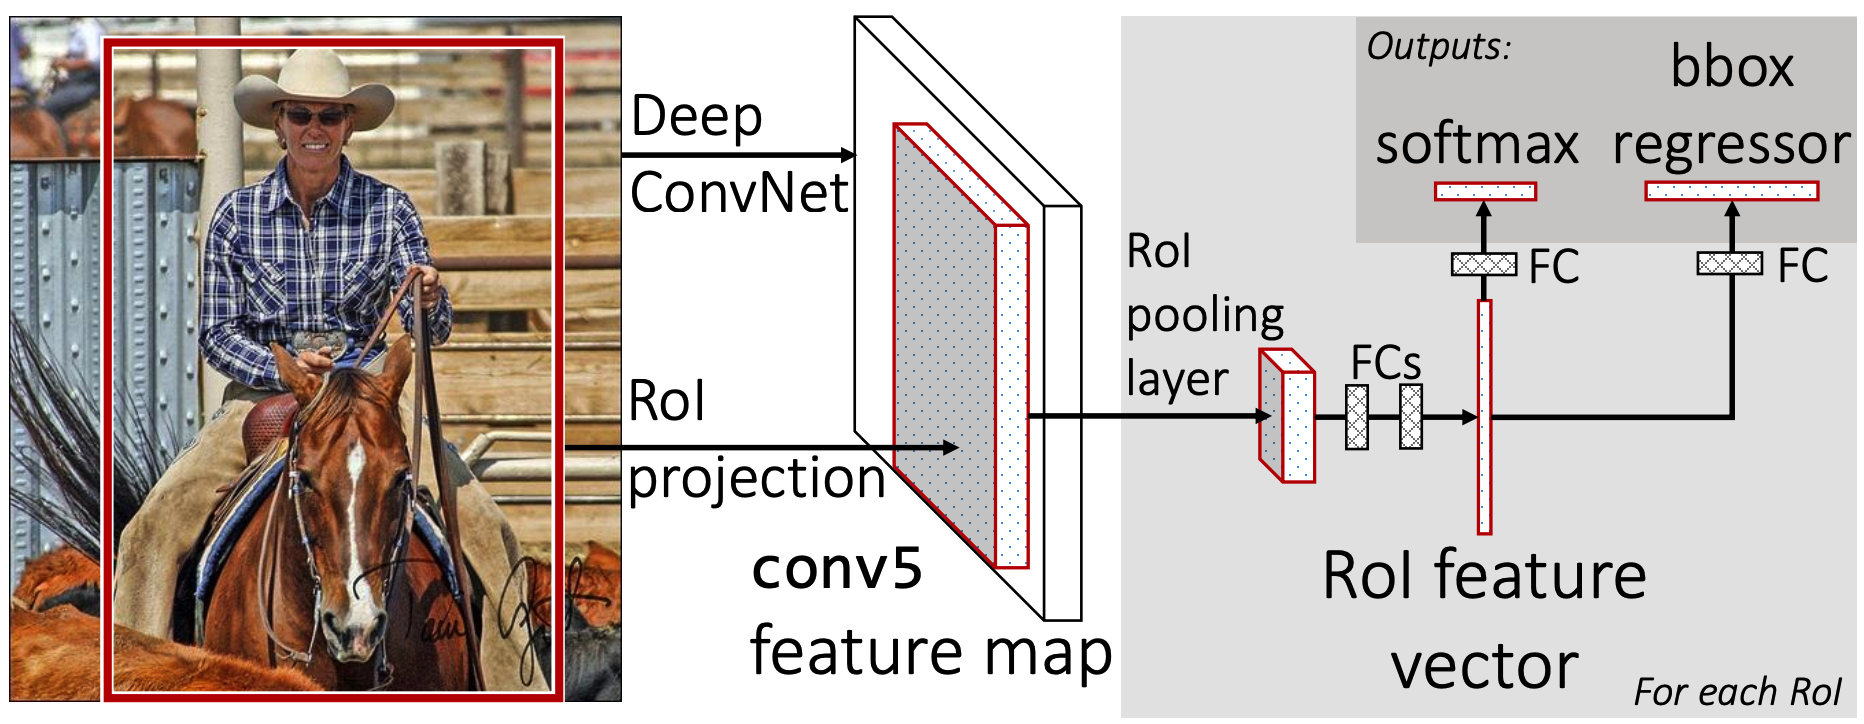 Deep
ConvNet
RoI
projection
conv5
feature map
RoI
pooling
layer
FCs
RoI feature
vector
For each RoI
Outputs:
softmax
bbox
regressor
FC
FC